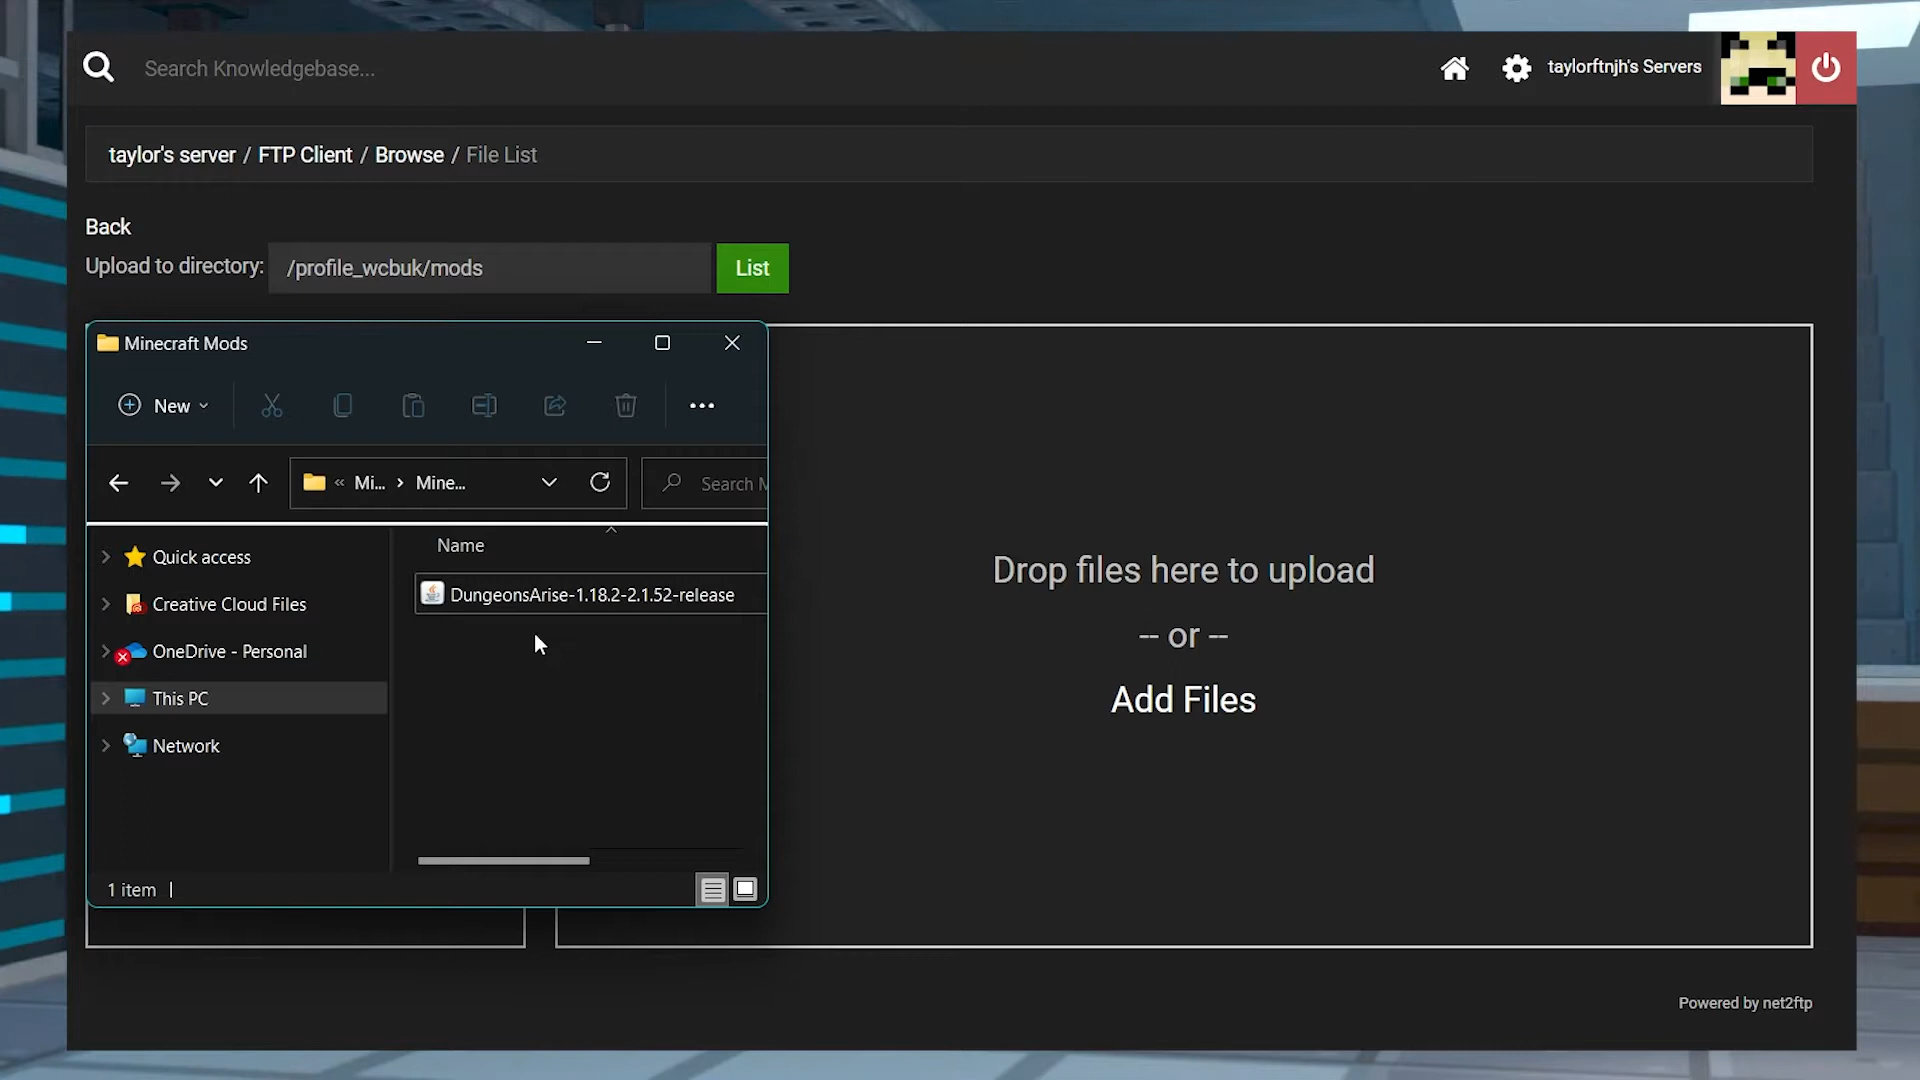 Search Knowledgebase...
taylorftnjh's Servers
taylor's server / FTP Client / Browse / File List
Back
Upload to directory: /profile_wcbuk/mods List
Minecraft Mods
New
« Mi... > Mine...
Search M
Name
Quick access
DungeonsArise-1.18.2-2.1.52-release
Creative Cloud Files
OneDrive - Personal
This PC
Network
1 item
Drop files here to upload
-- or --
Add Files
Powered by net2ftp